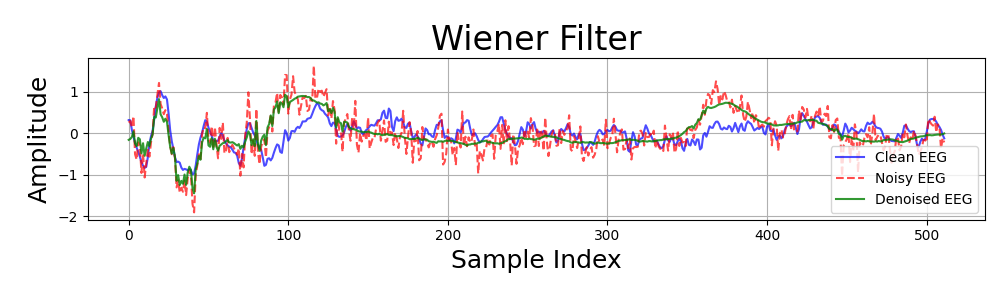 Wiener Filter
Amplitude
1
0
−1
−2
Clean EEG
Noisy EEG
Denoised EEG
0 100 200 300 400 500
Sample Index